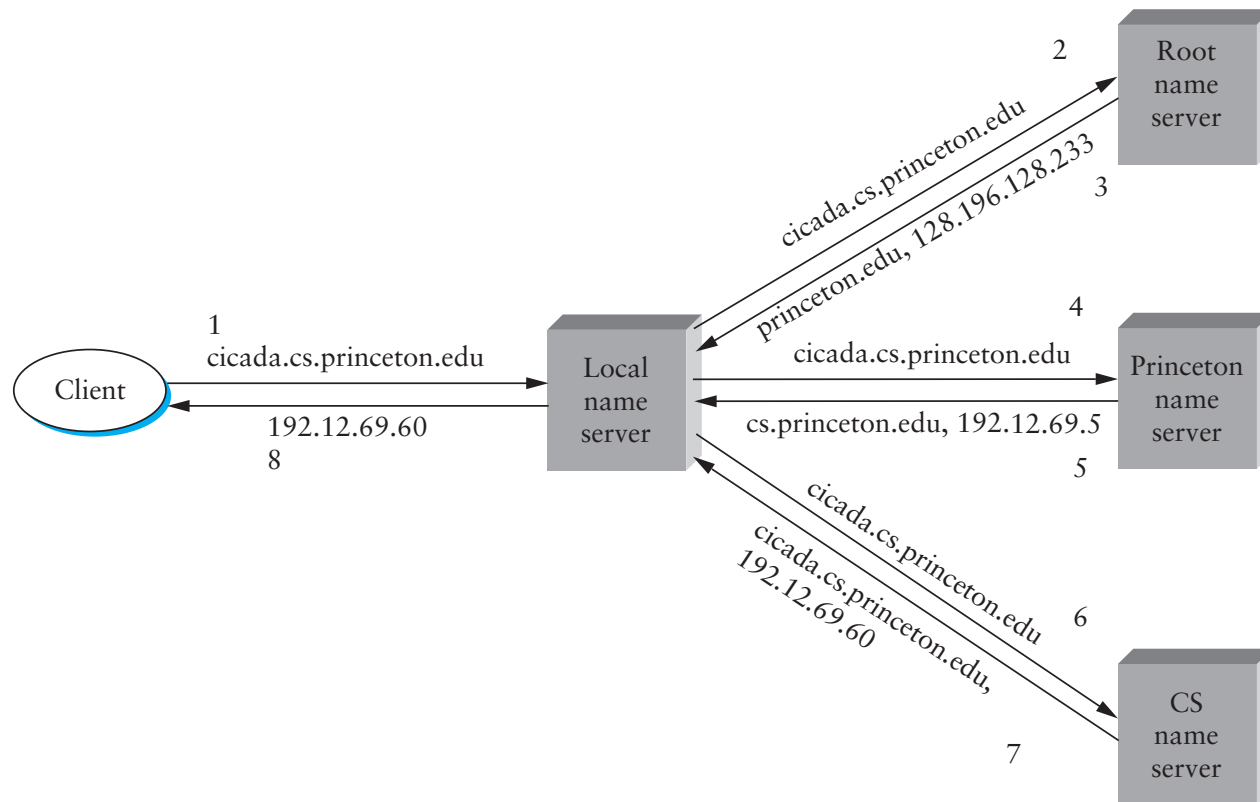 2
Root
name
server
cicada.cs.princeton.edu
princeton.edu, 128.196.128.233
3
1
cicada.cs.princeton.edu
Client
192.12.69.60
8
Local
name
server
4
cicada.cs.princeton.edu
Princeton
name
server
cs.princeton.edu, 192.12.69.5
5
cicada.cs.princeton.edu
cicada.cs.princeton.edu,
192.12.69.60
6
CS
name
server
7